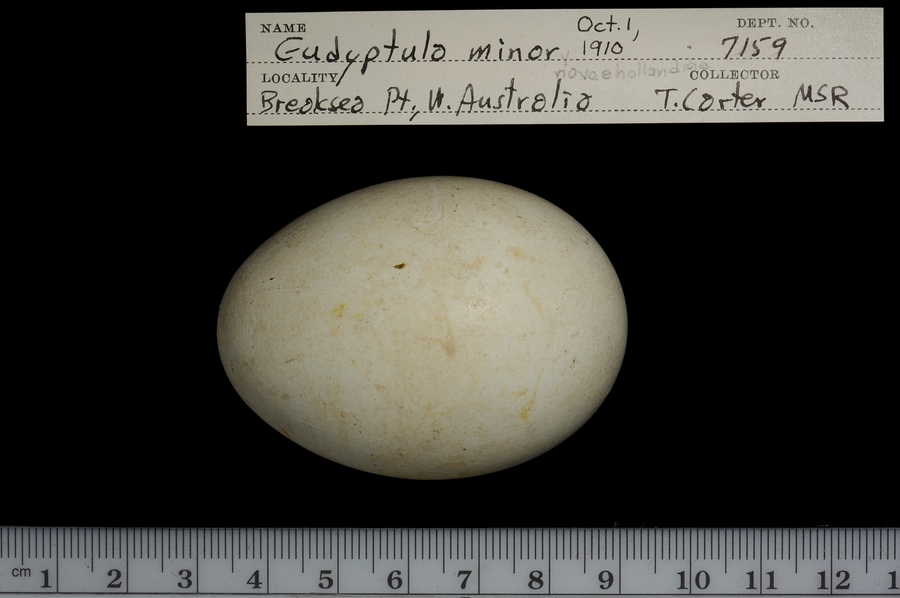 NAME Oct. 1, DEPT. NO.
Eudyptula minor 1910 7159
novaehollandiae
LOCALITY COLLECTOR
Breaksea Pt., W. Australia T. Carter MSR
cm 1 2 3 4 5 6 7 8 9 10 11 12 1